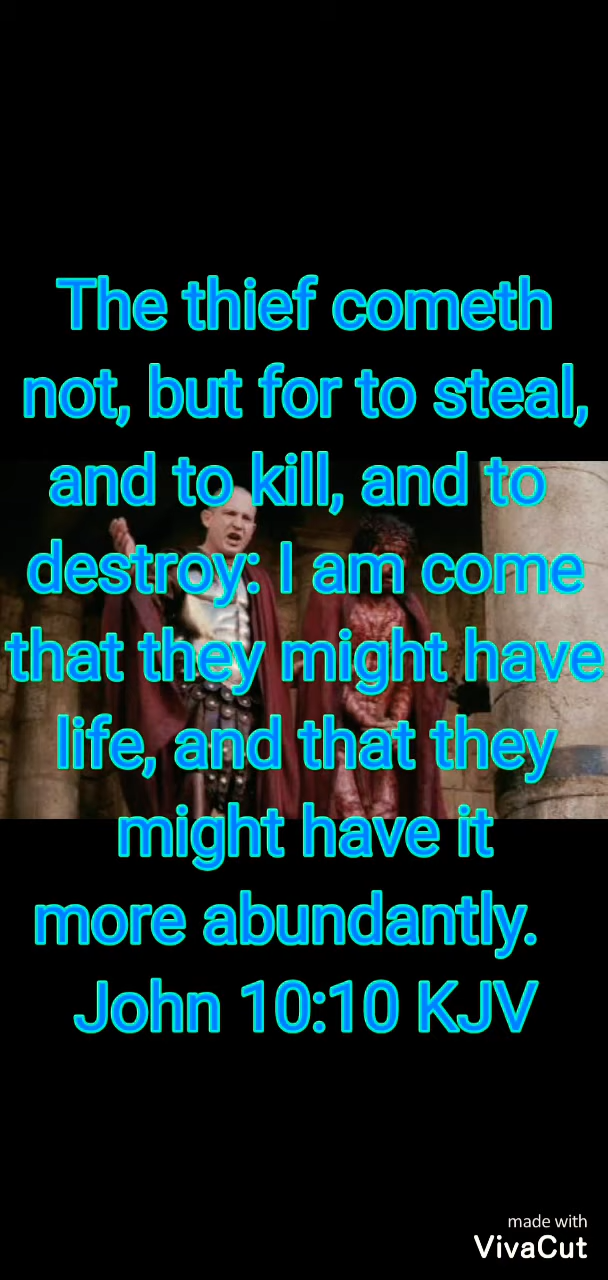 The thief cometh
not, but for to steal,
and to kill, and to
destroy: I am come
that they might have
life, and that they
might have it
more abundantly.
John 10:10 KJV
made with
VivaCut